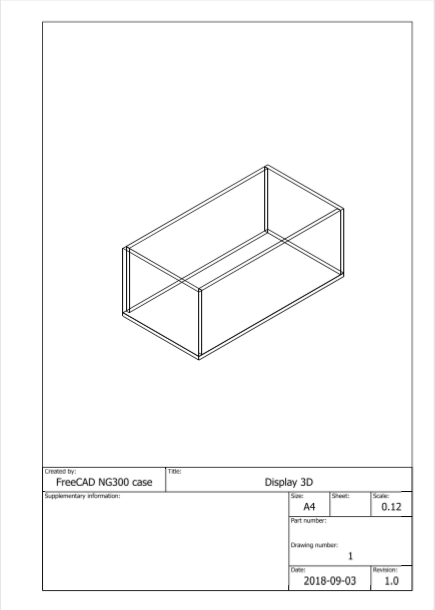 Created by:
FreeCAD NG300 case
Title:
Display 3D
Supplementary information:
Size:
A4
Sheet:
Scale:
0.12
Part number:
Drawing number:
1
Date:
2018-09-03
Revision:
1.0